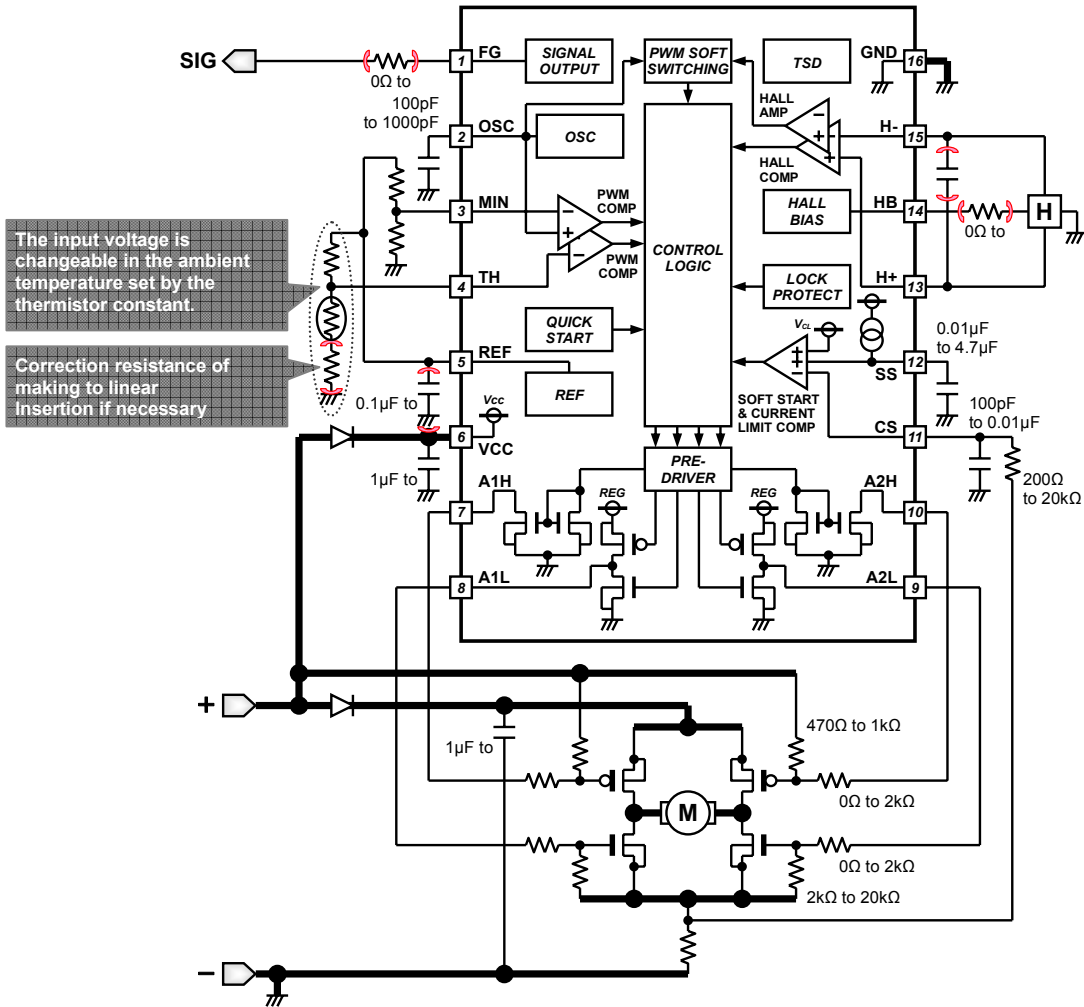 SIG
0Ω to
1
FG
SIGNAL
OUTPUT
PWM SOFT
SWITCHING
TSD
GND
16
100pF
to 1000pF
2
OSC
OSC
HALL
AMP
HALL
COMP
H-
15
3
MIN
PWM
COMP
PWM
COMP
CONTROL
LOGIC
HALL
BIAS
HB
14
0Ω to
H
The input voltage is
changeable in the ambient
temperature set by the
thermistor constant.
4
TH
LOCK
PROTECT
H+
13
QUICK
START
Correction resistance of
making to linear
Insertion if necessary
5
REF
REF
0.1µF to
VCL
SS
12
0.01µF
to 4.7µF
SOFT START
& CURRENT
LIMIT COMP
CS
11
100pF
to 0.01µF
200Ω
to 20kΩ
Vcc
6
VCC
1µF to
PRE-
DRIVER
A1H
7
REG
REG
A2H
10
A1L
8
A2L
9
+
1µF to
470Ω to 1kΩ
0Ω to 2kΩ
M
0Ω to 2kΩ
2kΩ to 20kΩ
−